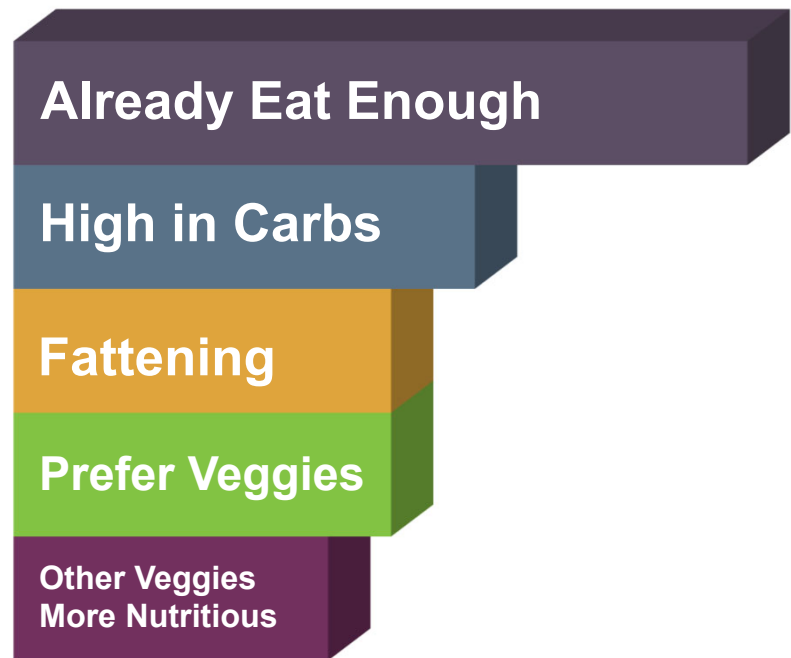 Already Eat Enough
High in Carbs
Fattening
Prefer Veggies
Other Veggies
More Nutritious